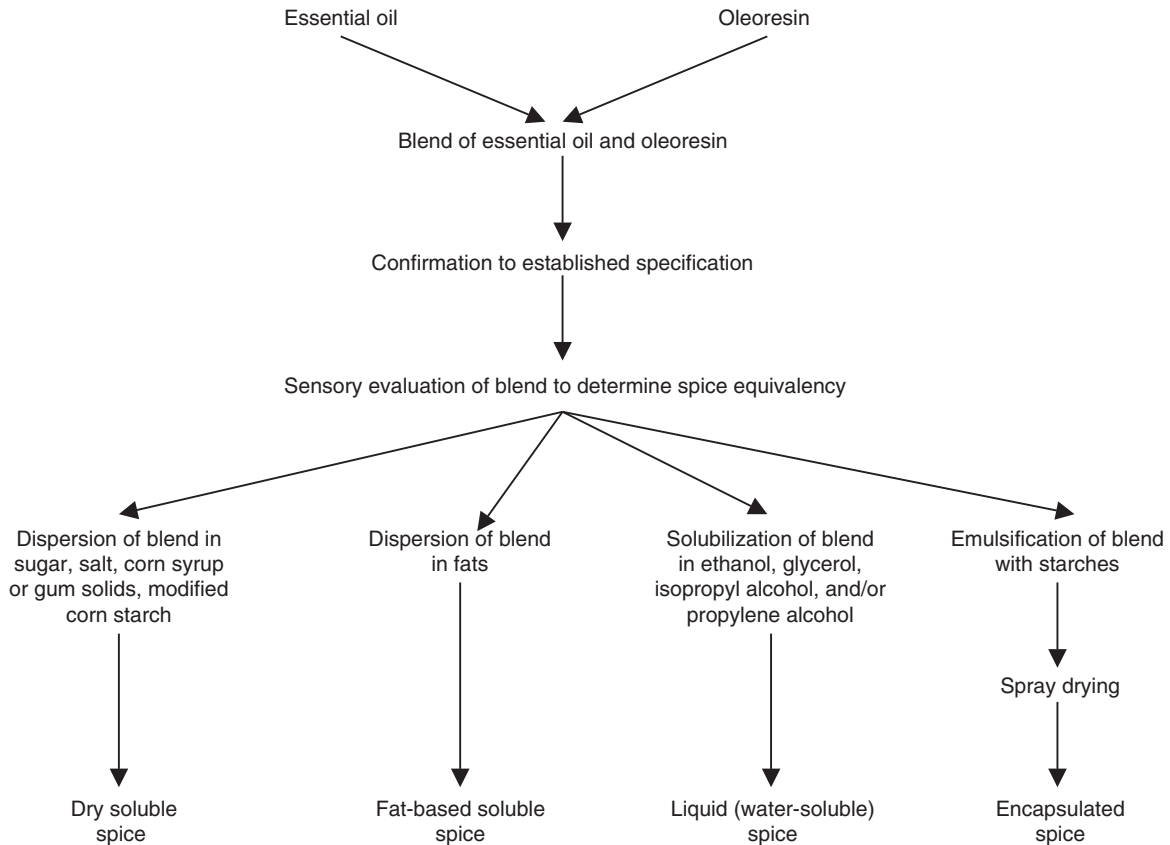 Essential oil
Oleoresin
Blend of essential oil and oleoresin
Confirmation to established specification
Sensory evaluation of blend to determine spice equivalency
Dispersion of blend in
sugar, salt, corn syrup
or gum solids, modified
corn starch
Dispersion of blend
in fats
Solubilization of blend
in ethanol, glycerol,
isopropyl alcohol, and/or
propylene alcohol
Emulsification of blend
with starches
Spray drying
Dry soluble
spice
Fat-based soluble
spice
Liquid (water-soluble)
spice
Encapsulated
spice